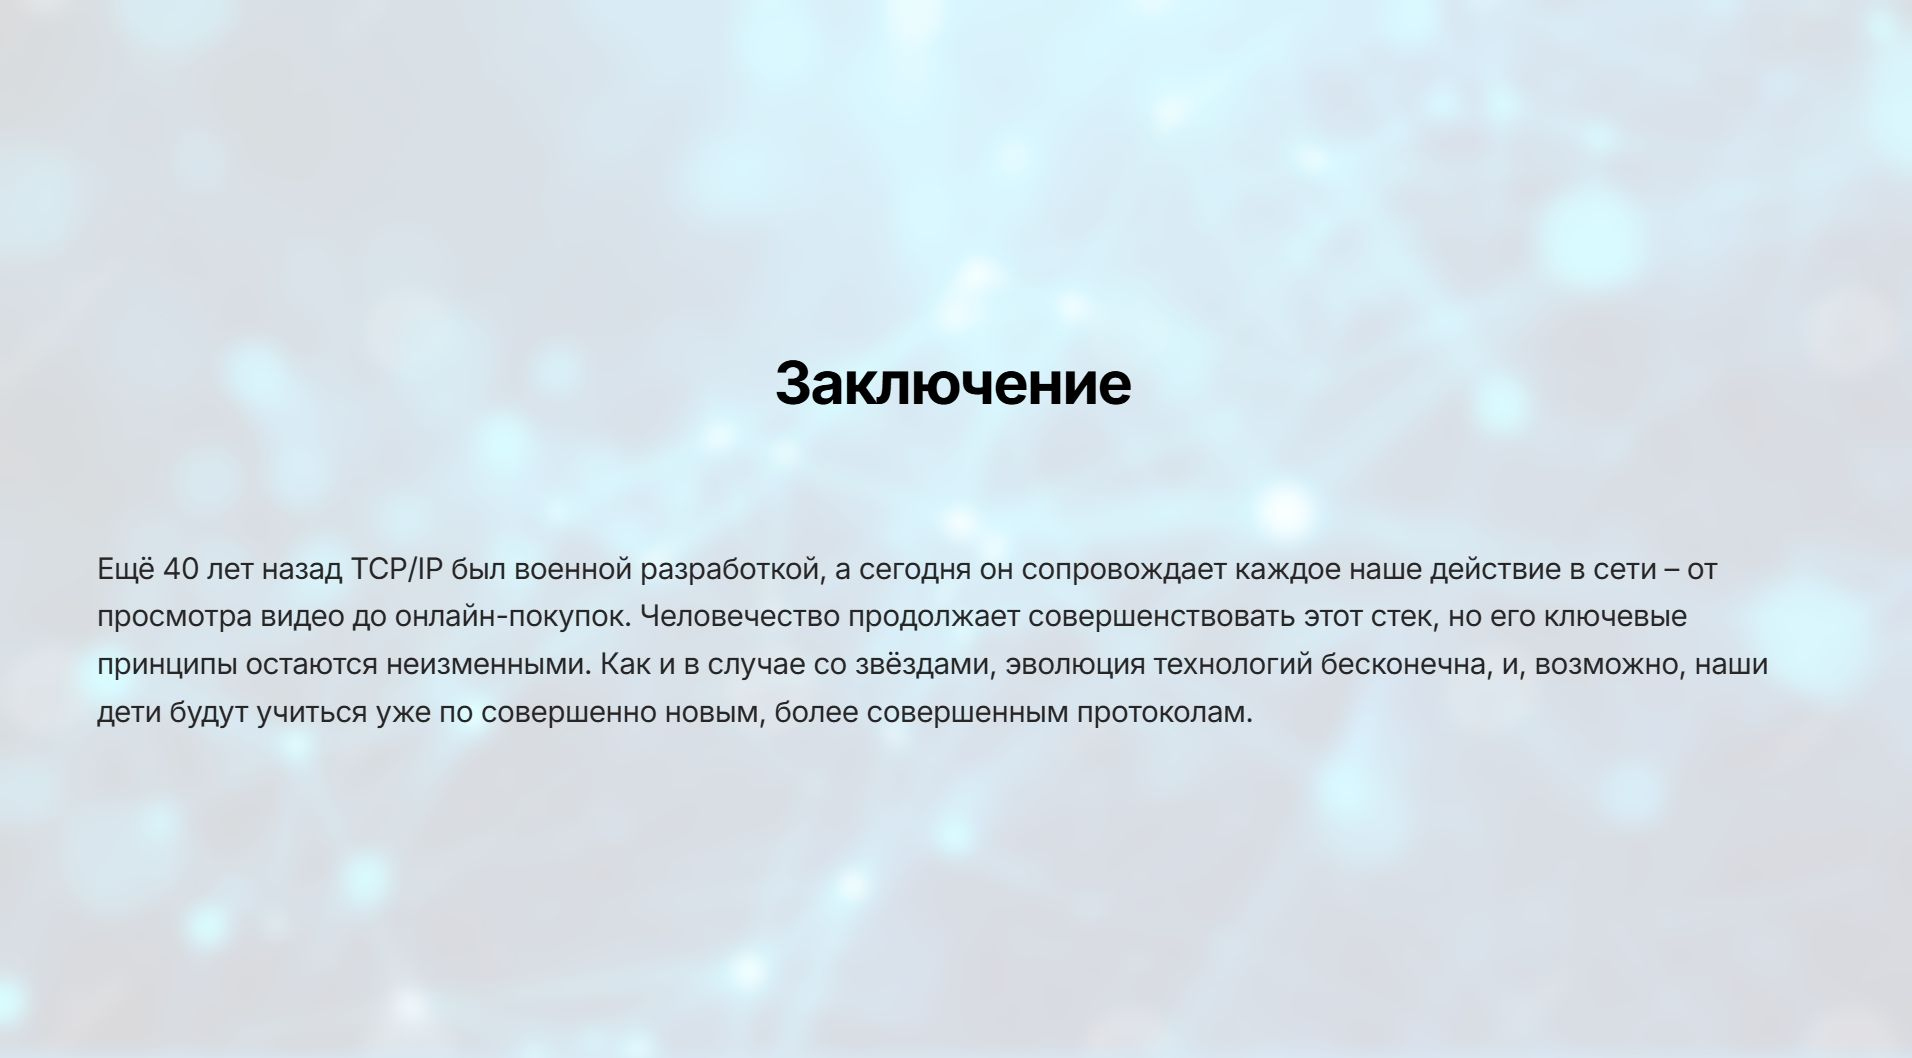 Заключение
Ещё 40 лет назад TCP/IP был военной разработкой, а сегодня он сопровождает каждое наше действие в сети – от
просмотра видео до онлайн-покупок. Человечество продолжает совершенствовать этот стек, но его ключевые
принципы остаются неизменными. Как и в случае со звёздами, эволюция технологий бесконечна, и, возможно, наши
дети будут учиться уже по совершенно новым, более совершенным протоколам.